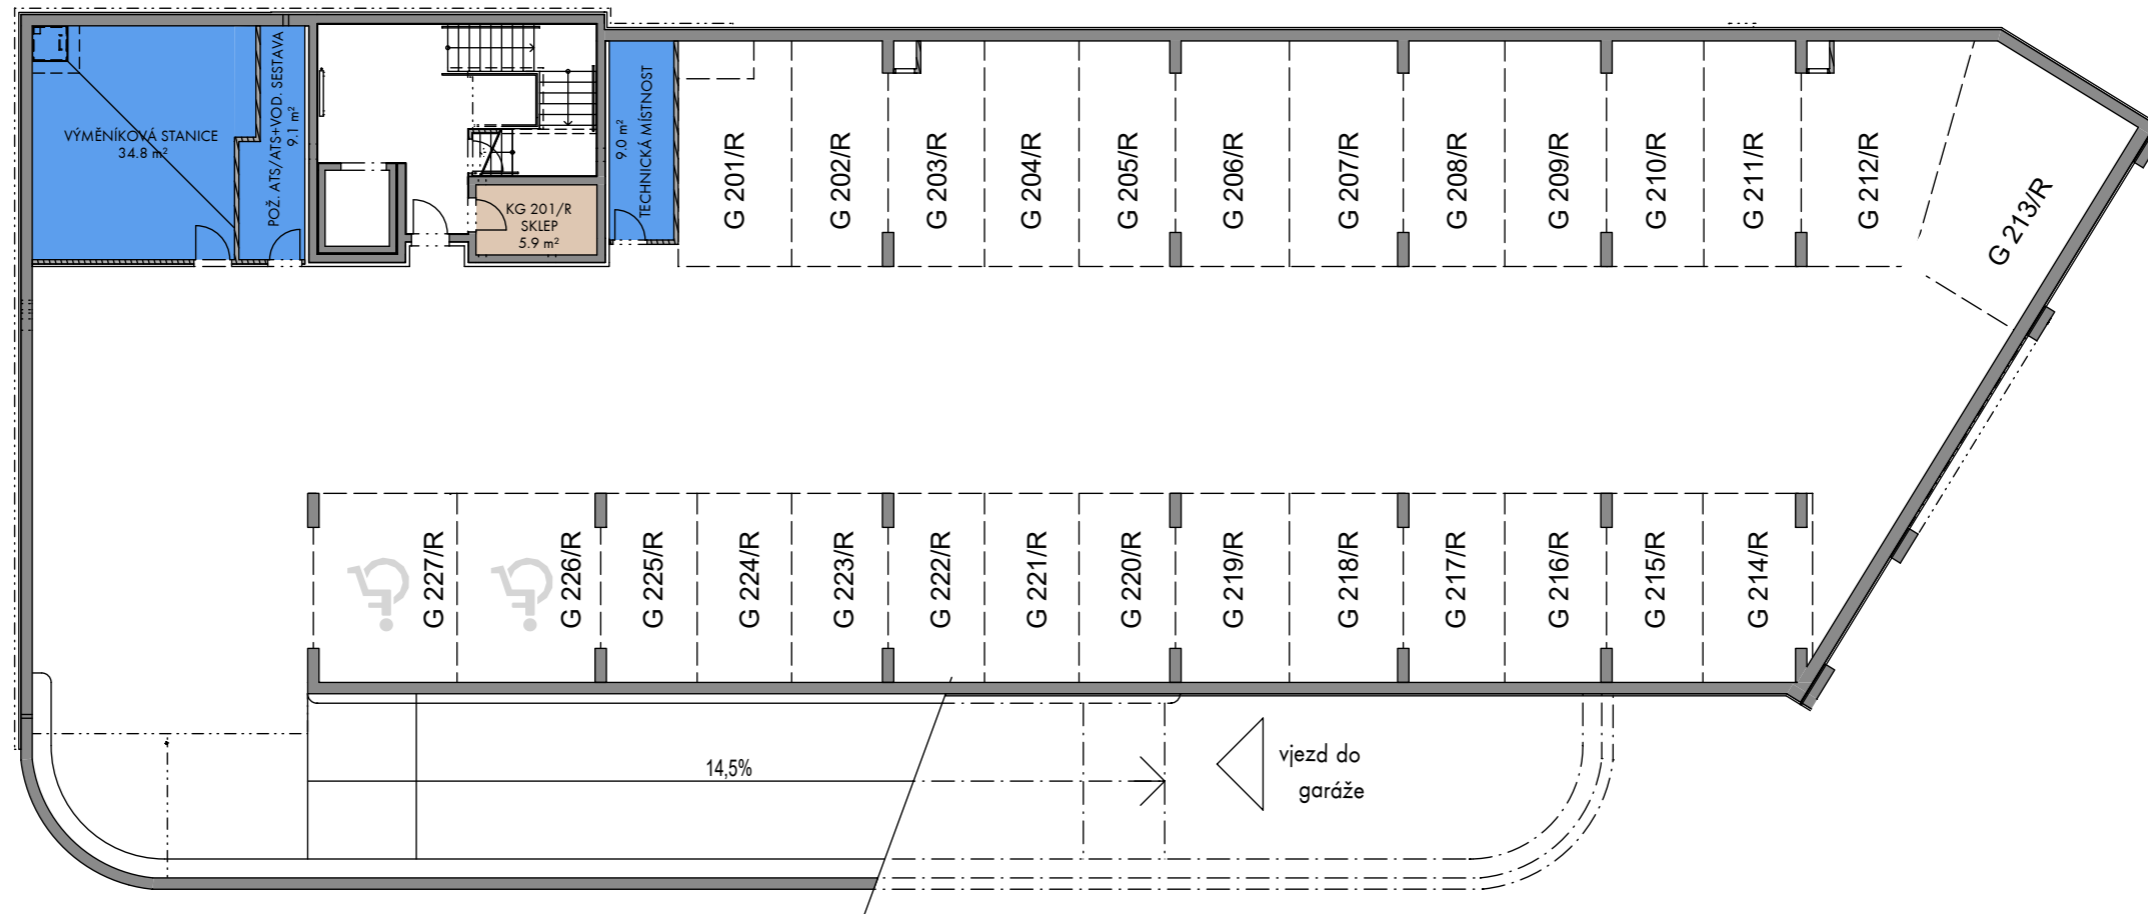 VÝMĚNÍKOVÁ STANICE
34.8 m²
POŽ. ATS/ATS+VOD. SESTAVA
9.1 m²
KG 201/R
SKLEP
5.9 m²
9.0 m²
TECHNICKÁ MÍSTNOST
G 201/R
G 202/R
G 203/R
G 204/R
G 205/R
G 206/R
G 207/R
G 208/R
G 209/R
G 210/R
G 211/R
G 212/R
G 213/R
G 227/R
G 226/R
G 225/R
G 224/R
G 223/R
G 222/R
G 221/R
G 220/R
G 219/R
G 218/R
G 217/R
G 216/R
G 215/R
G 214/R
14,5%
vjezd do
garáže